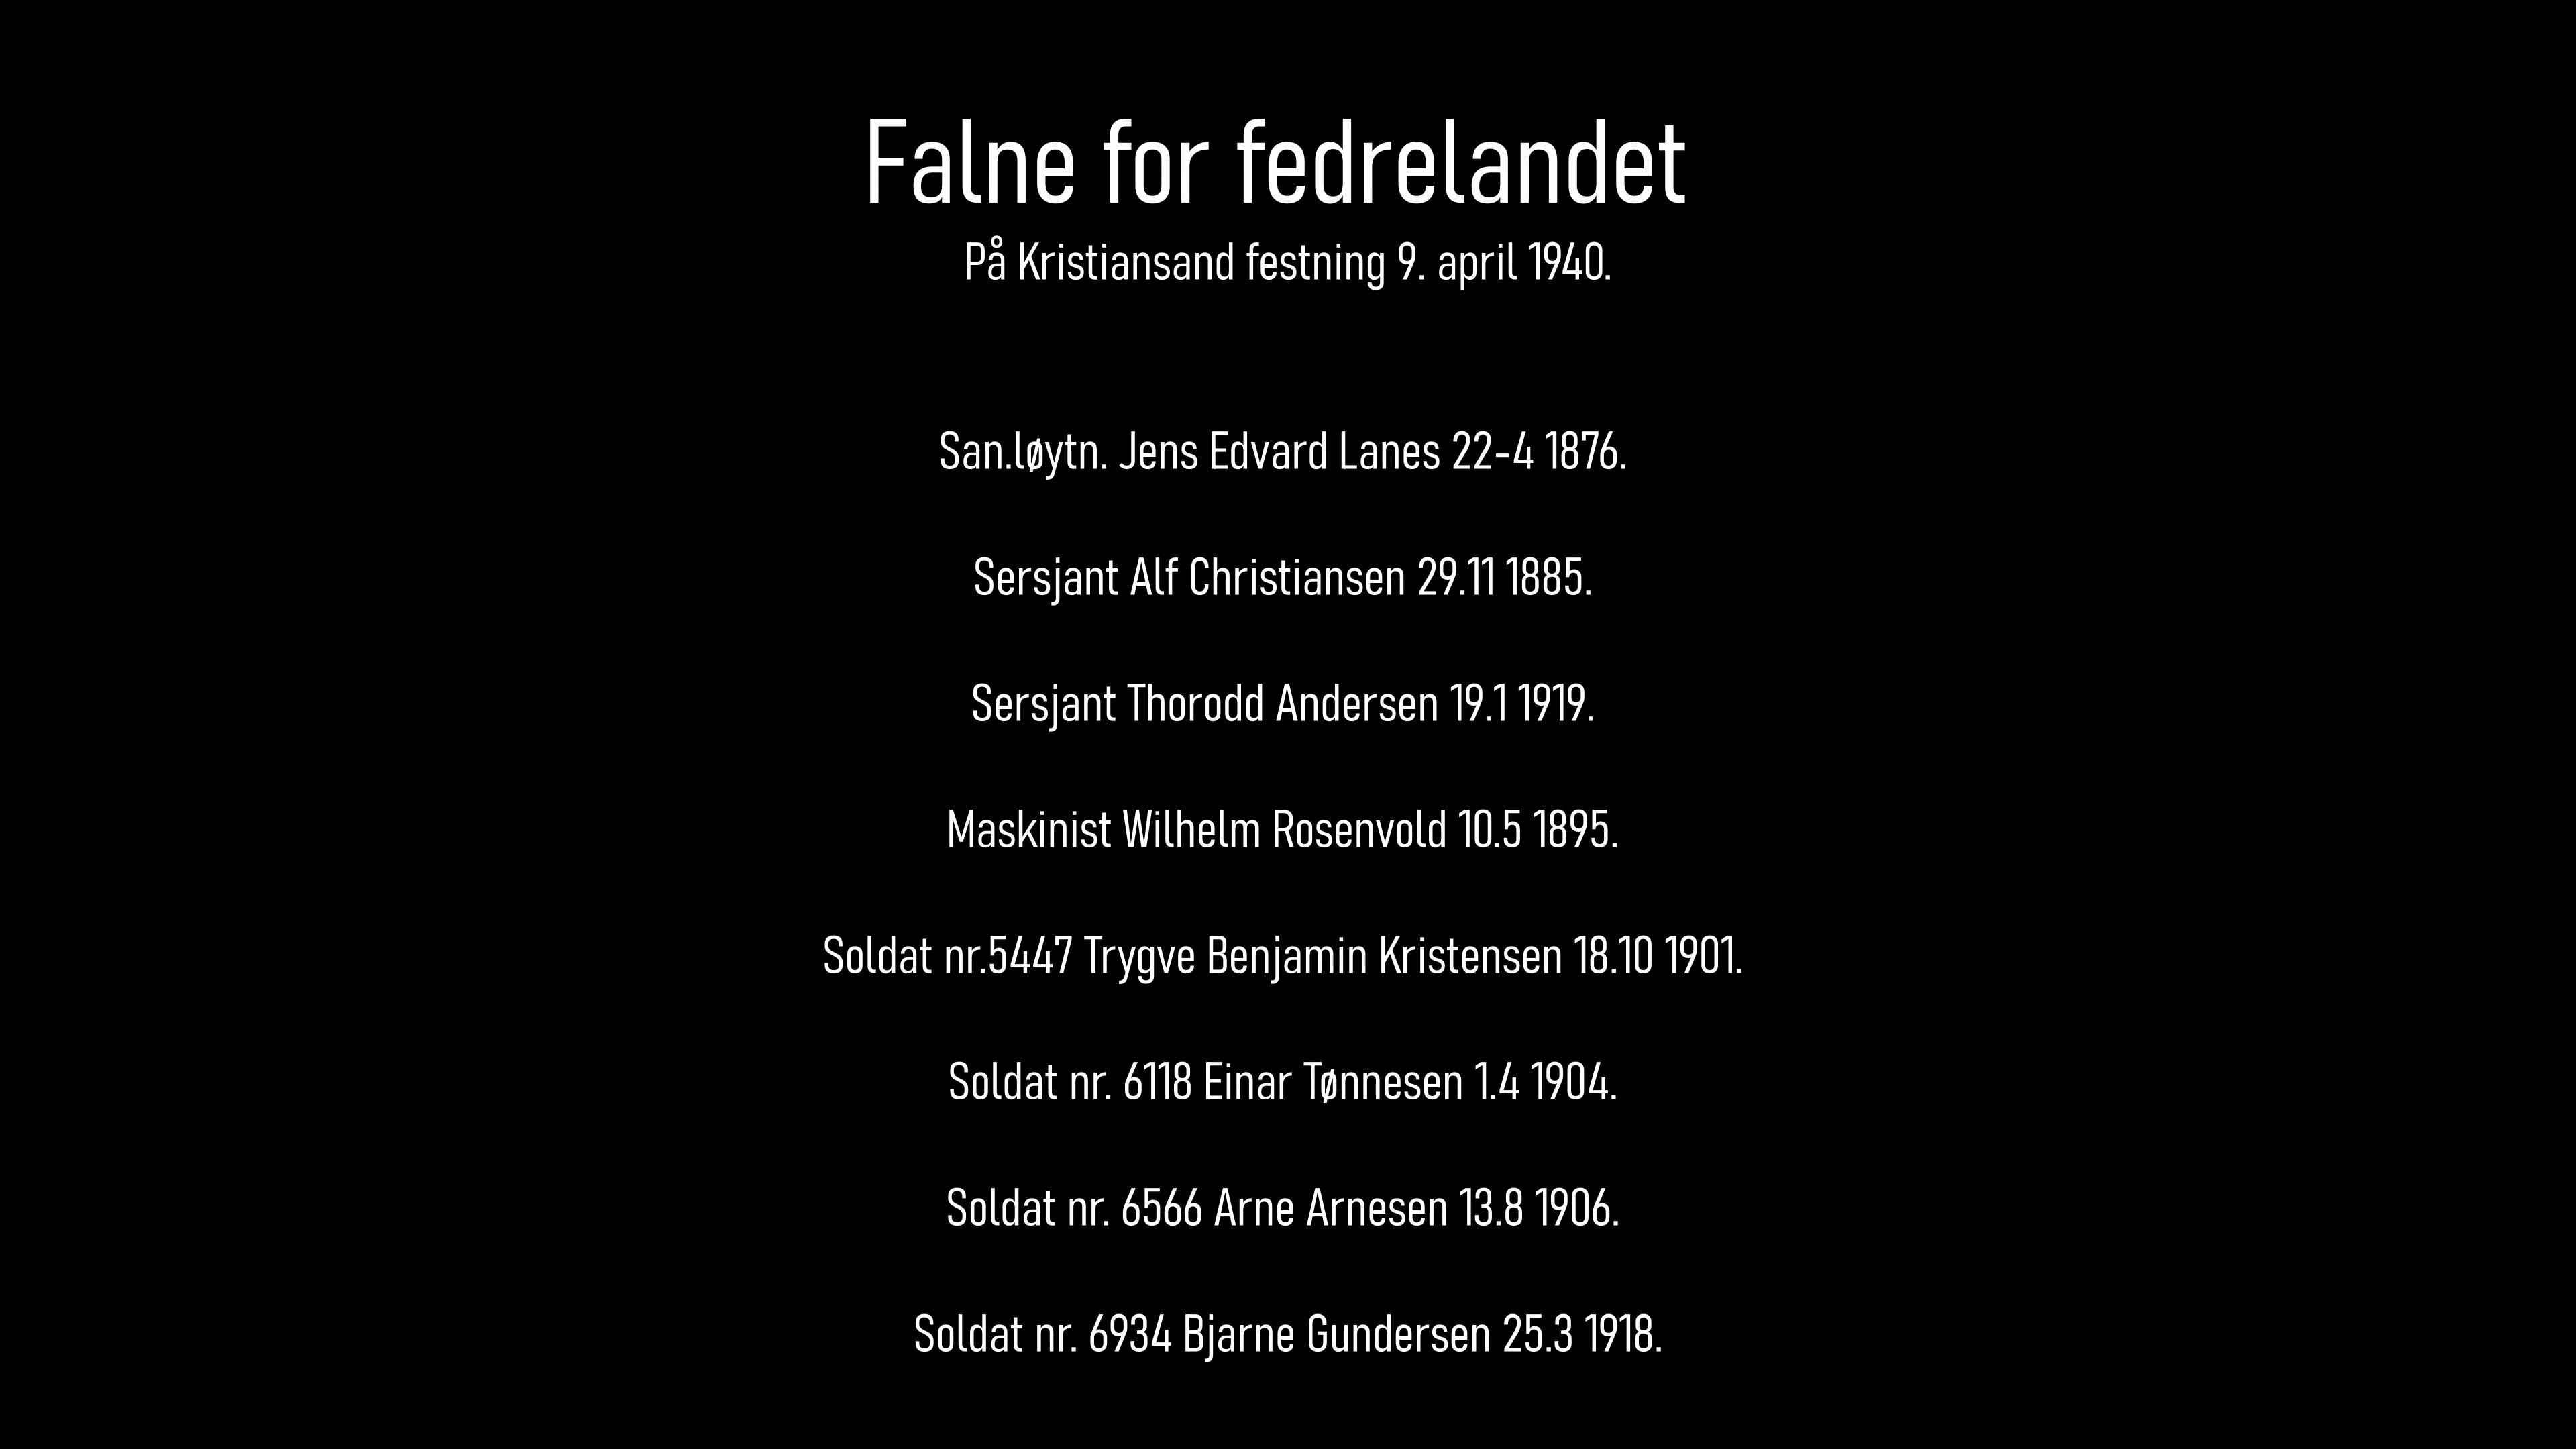 Falne for fedrelandet
På Kristiansand festning 9. april 1940.
San.løytn. Jens Edvard Lanes 22-4 1876.
Sersjant Alf Christiansen 29.11 1885.
Sersjant Thorodd Andersen 19.1 1919.
Maskinist Wilhelm Rosenvold 10.5 1895.
Soldat nr.5447 Trygve Benjamin Kristensen 18.10 1901.
Soldat nr. 6118 Einar Tønnesen 1.4 1904.
Soldat nr. 6566 Arne Arnesen 13.8 1906.
Soldat nr. 6934 Bjarne Gundersen 25.3 1918.